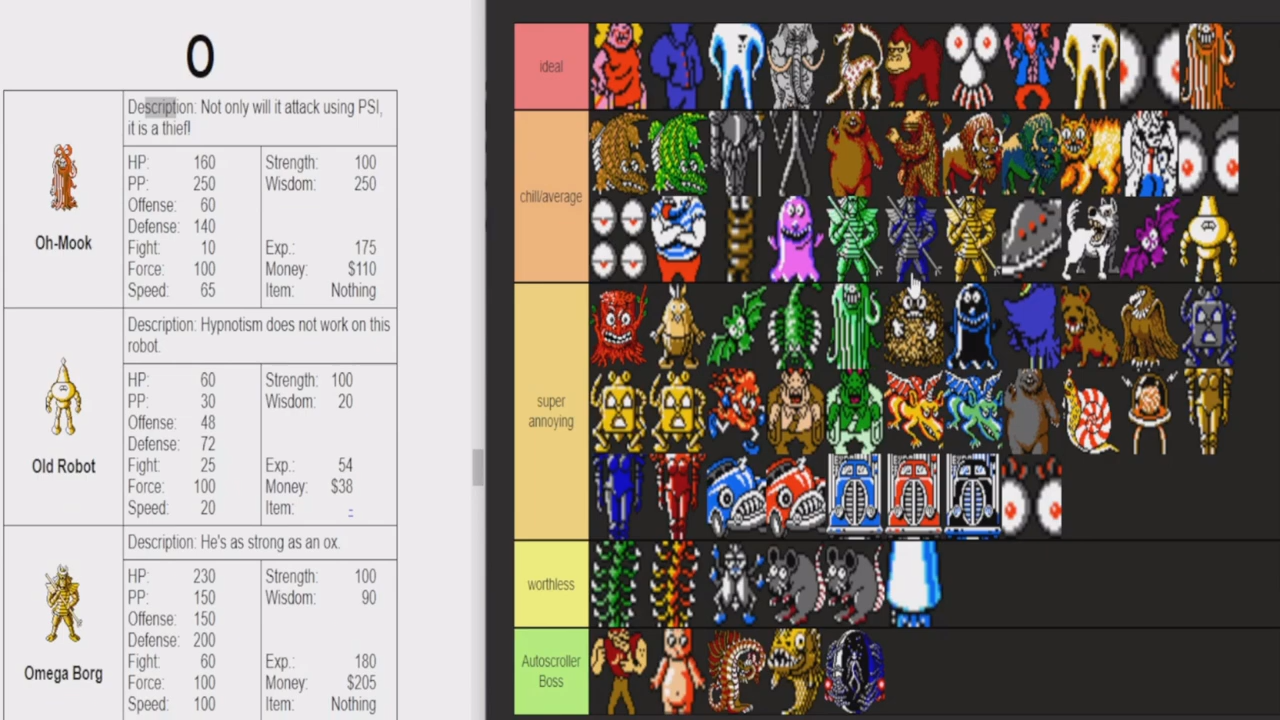 O
Description: Not only will it attack using PSI,
it is a thief!
HP: 160 Strength: 100
PP: 250 Wisdom: 250
Offense: 60
Defense: 140
Fight: 10 Exp.: 175
Force: 100 Money: $110
Speed: 65 Item: Nothing
Oh-Mook
Description: Hypnotism does not work on this
robot.
HP: 60 Strength: 100
PP: 30 Wisdom: 20
Offense: 48
Defense: 72
Fight: 25 Exp.: 54
Force: 100 Money: $38
Speed: 20 Item: -
Old Robot
Description: He's as strong as an ox.
HP: 230 Strength: 100
PP: 150 Wisdom: 90
Offense: 150
Defense: 200
Fight: 60 Exp.: 180
Force: 100 Money: $205
Speed: 100 Item: Nothing
Omega Borg
ideal
chill/average
super
annoying
worthless
Autoscroller
Boss